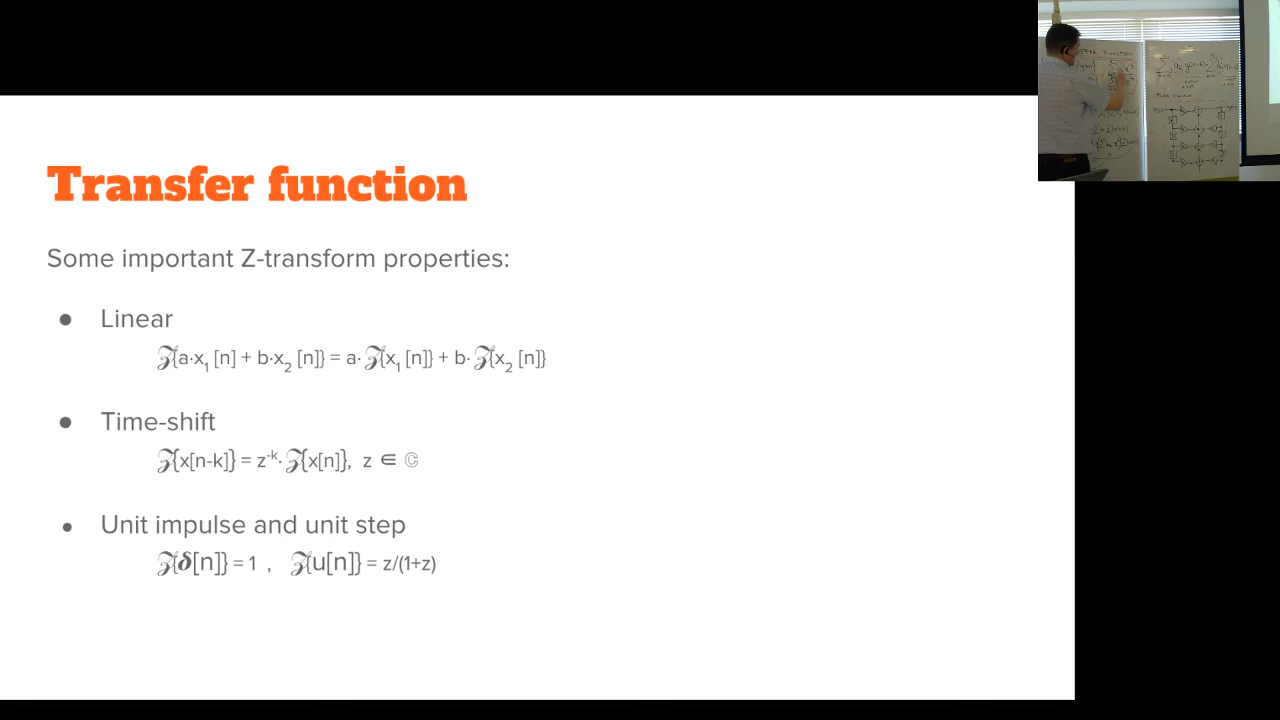 Transfer function
Some important Z-transform properties:
● Linear
𝒵{a·x₁ [n] + b·x₂ [n]} = a· 𝒵{x₁ [n]} + b· 𝒵{x₂ [n]}
● Time-shift
𝒵{x[n-k]} = z⁻ᵏ· 𝒵{x[n]}, z ∈ ℂ
● Unit impulse and unit step
𝒵{𝜹[n]} = 1 , 𝒵{u[n]} = z/(1+z)